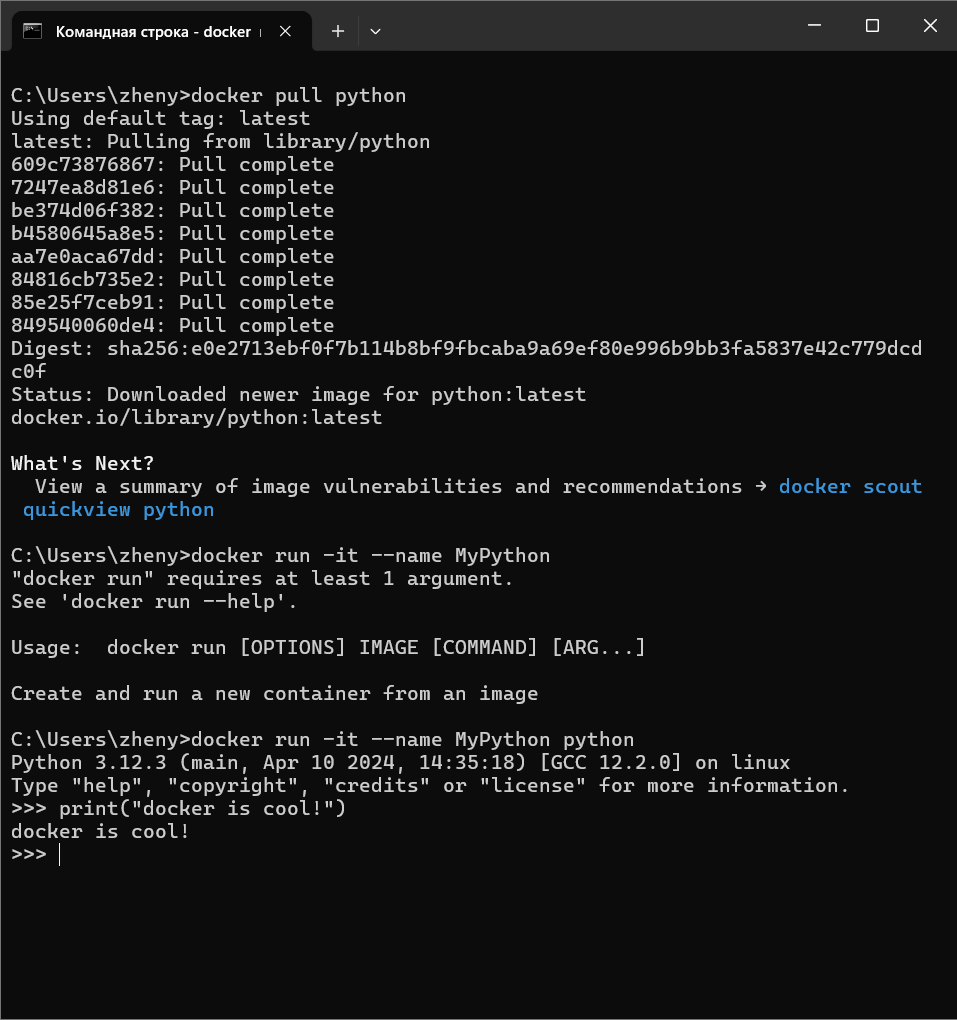 Командная строка - docker
C:\Users\zheny>docker pull python
Using default tag: latest
latest: Pulling from library/python
609c73876867: Pull complete
7247ea8d81e6: Pull complete
be374d06f382: Pull complete
b4580645a8e5: Pull complete
aa7e0aca67dd: Pull complete
84816cb735e2: Pull complete
85e25f7ceb91: Pull complete
849540060de4: Pull complete
Digest: sha256:e0e2713ebf0f7b114b8bf9fbcaba9a69ef80e996b9bb3fa5837e42c779dcd
c0f
Status: Downloaded newer image for python:latest
docker.io/library/python:latest
What's Next?
View a summary of image vulnerabilities and recommendations → docker scout
quickview python
C:\Users\zheny>docker run -it --name MyPython
"docker run" requires at least 1 argument.
See 'docker run --help'.
Usage:  docker run [OPTIONS] IMAGE [COMMAND] [ARG...]
Create and run a new container from an image
C:\Users\zheny>docker run -it --name MyPython python
Python 3.12.3 (main, Apr 10 2024, 14:35:18) [GCC 12.2.0] on linux
Type "help", "copyright", "credits" or "license" for more information.
>>> print("docker is cool!")
docker is cool!
>>>